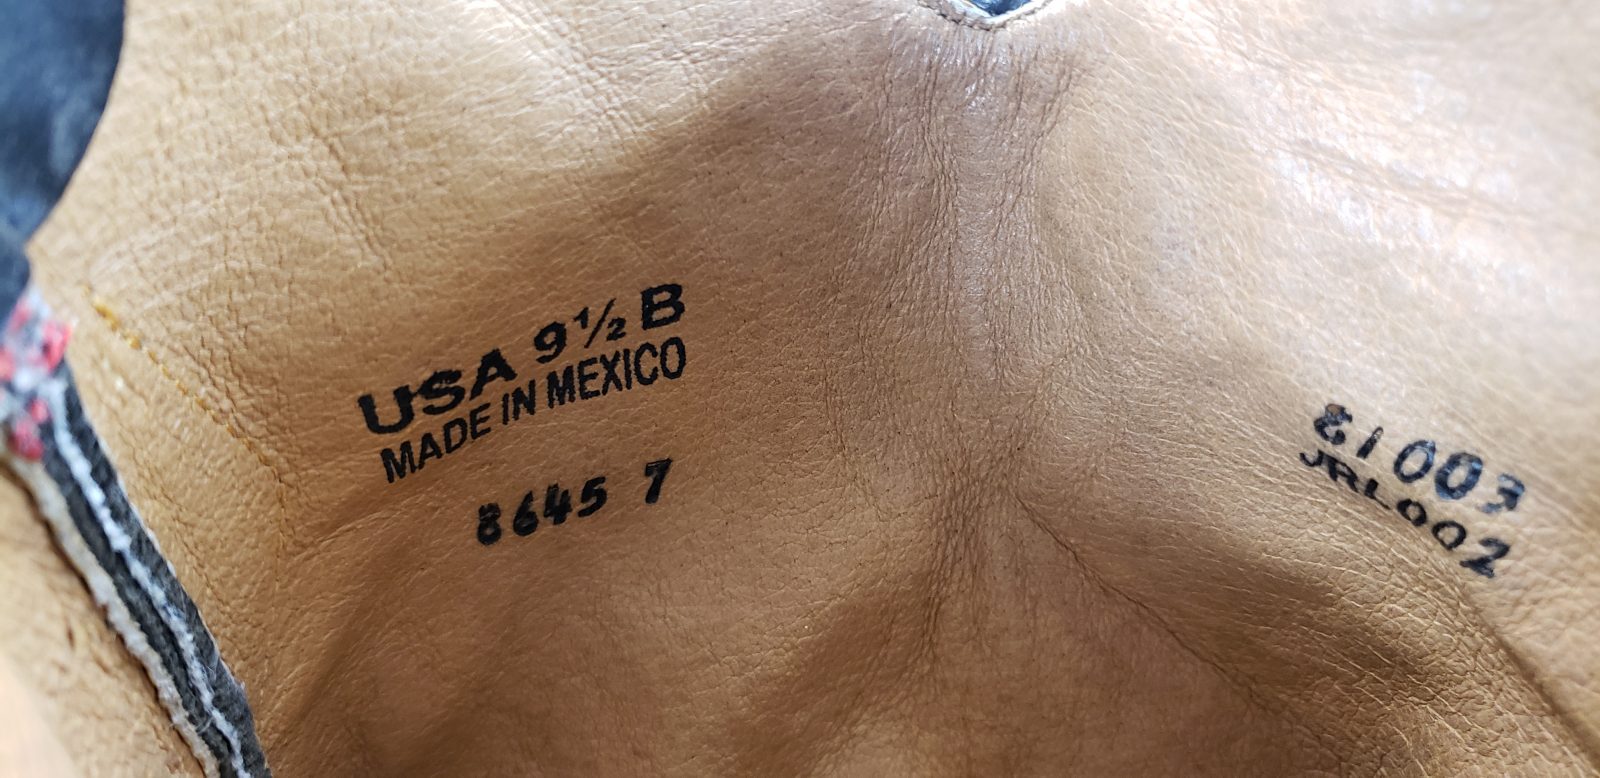 USA 9½ B
MADE IN MEXICO
8645 7
81003
JRL002